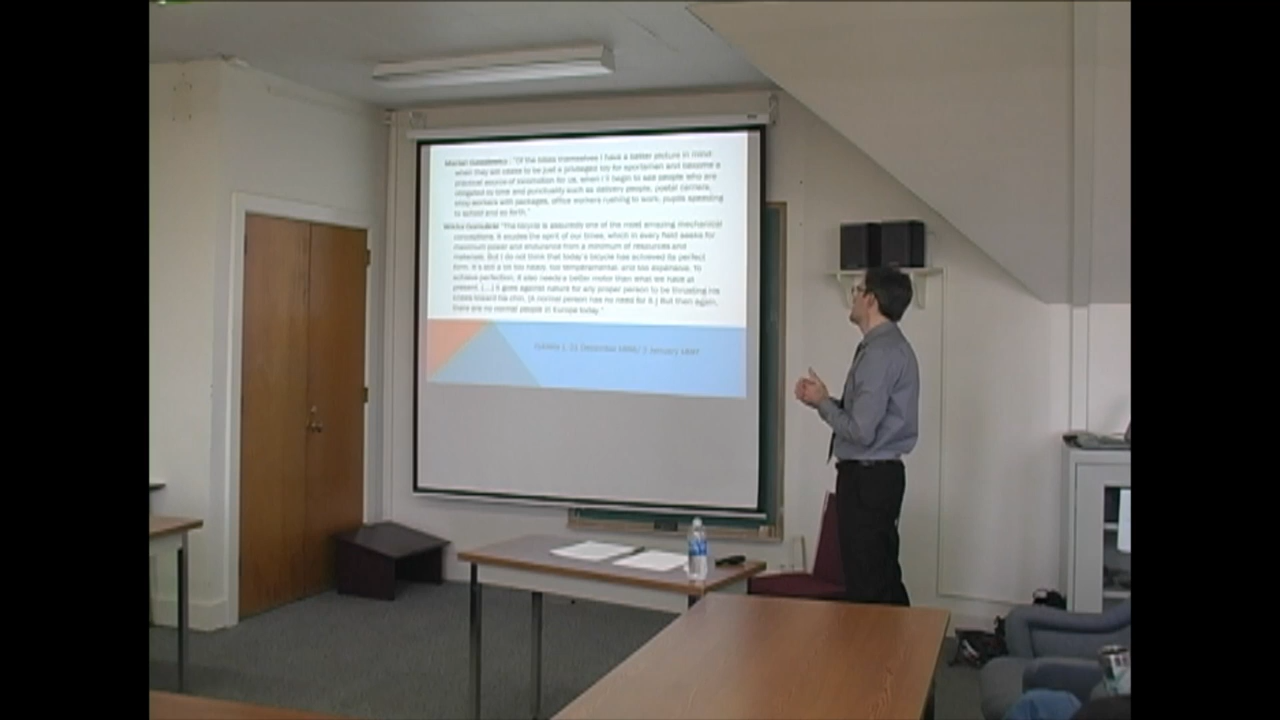 "Of the bikes themselves I have a better picture in mind
when they will cease to be just a privileged toy for sportsmen and become a
practical source of locomotion for us, when I'll begin to see people who are
obligated by time and punctuality such as delivery people, postal carriers,
shop workers with packages, office workers rushing to work, pupils speeding
to school and so forth."
"The bicycle is assuredly one of the most amazing mechanical
conceptions. It exudes the spirit of our times, which in every field seeks for
maximum power and endurance from a minimum of resources and
materials. But I do not think that today's bicycle has achieved its perfect
form. It's still a bit too heavy, too temperamental, and too expensive. To
achieve perfection, it also needs a better motor than what we have at
present. [...] It goes against nature for any proper person to be thrusting his
knees toward his chin. [A normal person has no need for it.] But then again,
there are no normal people in Europe today."
1, 21 December 1896/ 2 January 1897